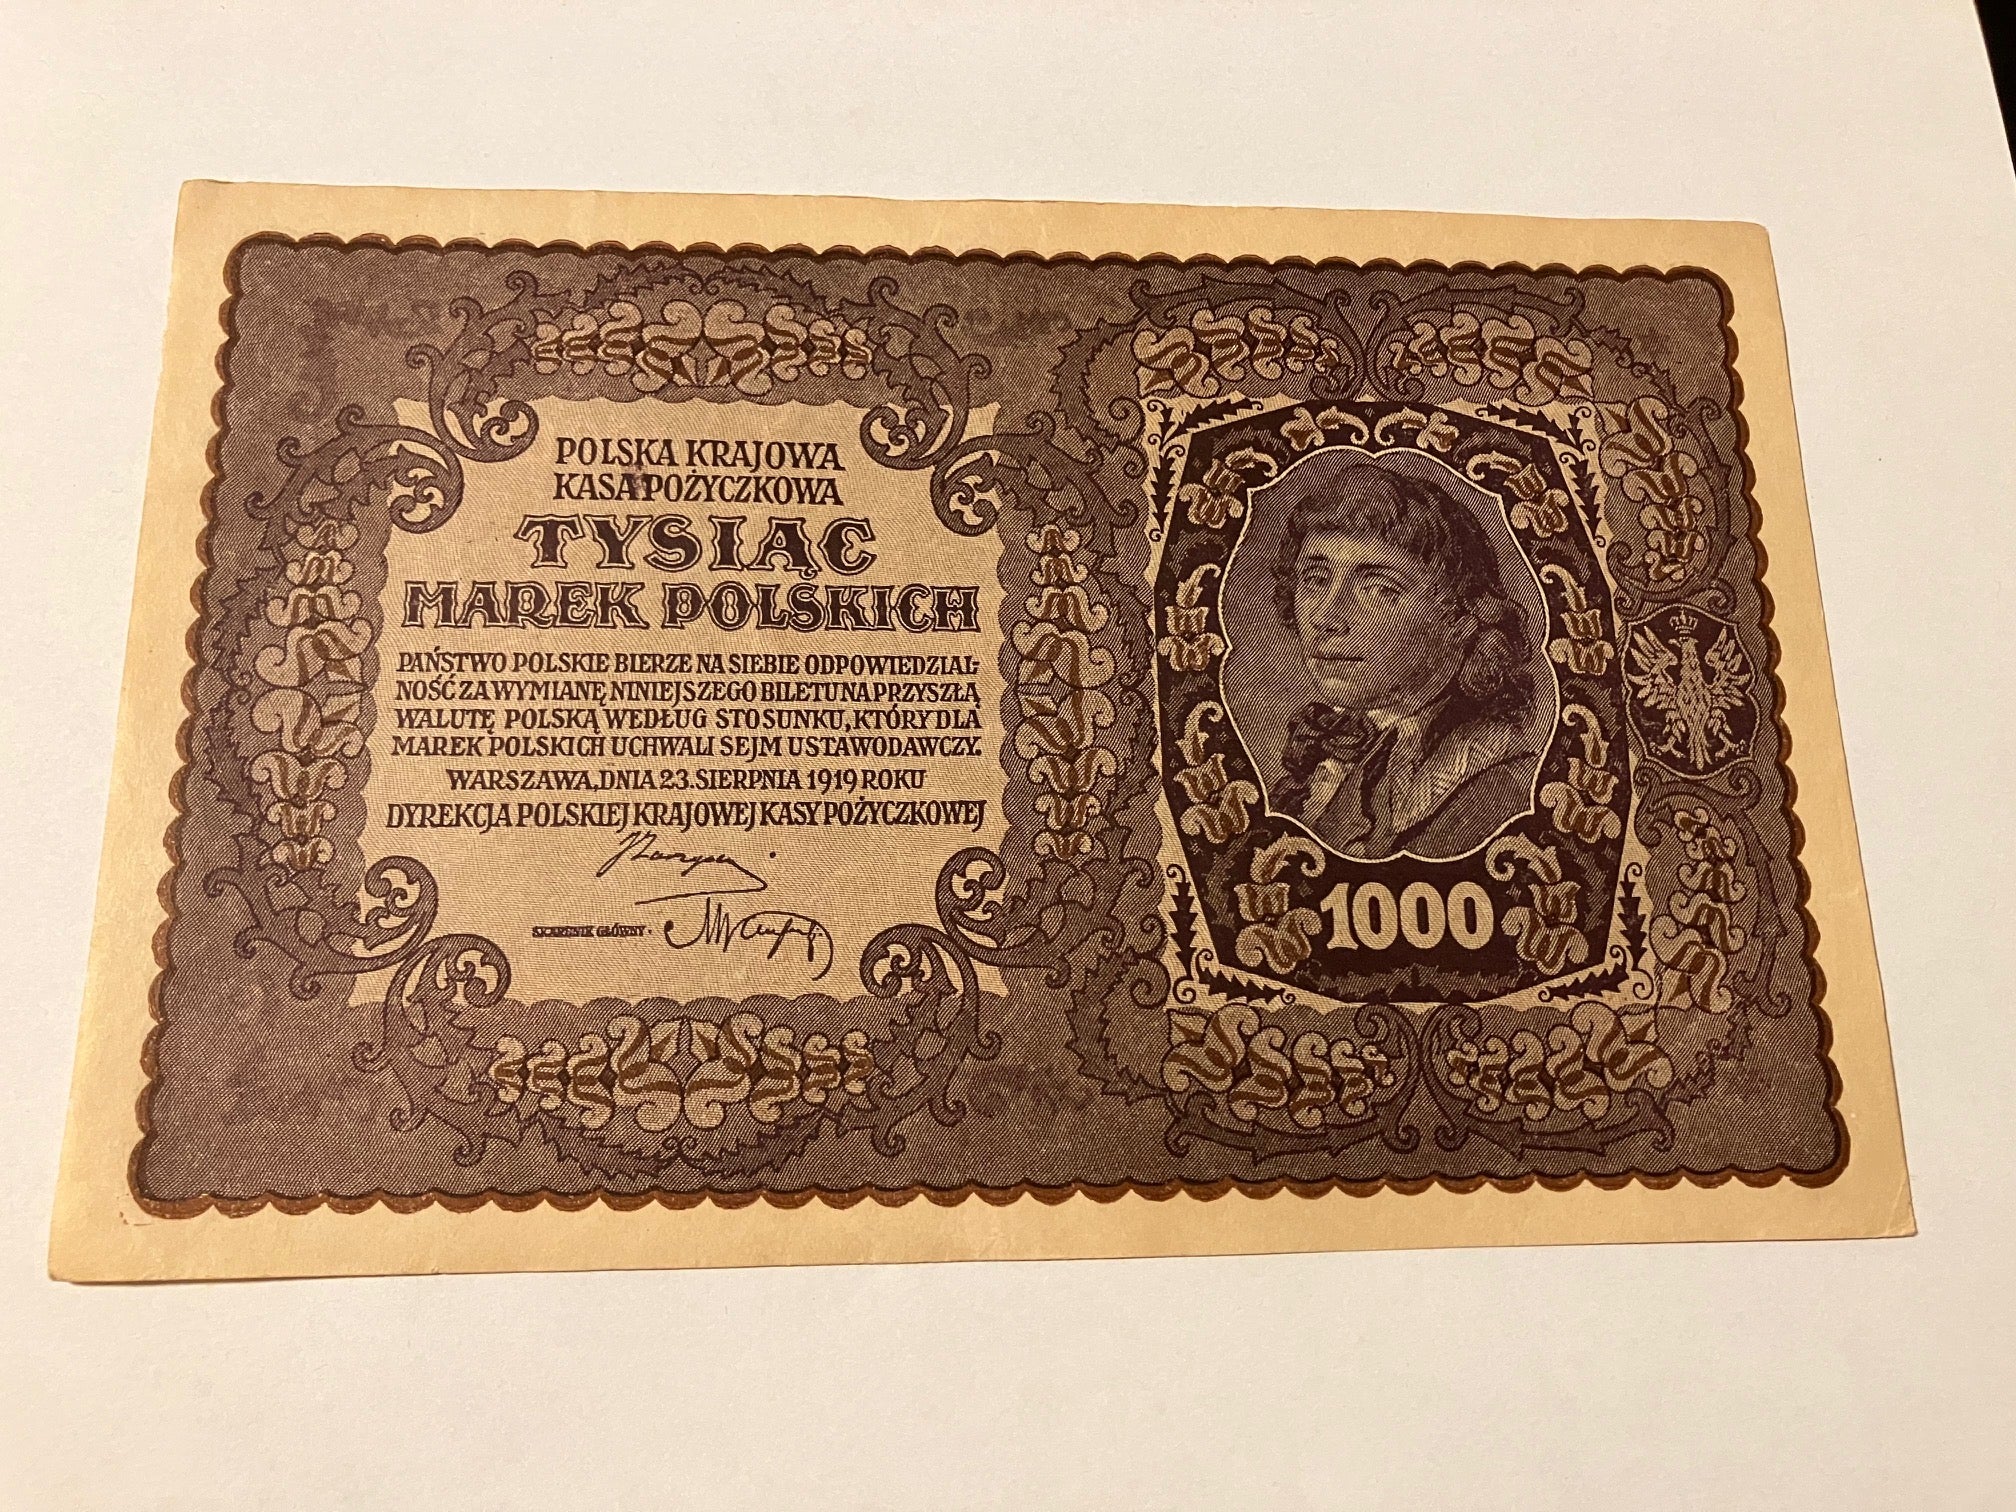 POLSKA KRAJOWA
KASA POŻYCZKOWA
TYSIĄC
MAREK POLSKICH
PAŃSTWO POLSKIE BIERZE NA SIEBIE ODPOWIEDZIAL-
NOŚĆ ZA WYMIANĘ NINIEJSZEGO BILETU NA PRZYSZŁĄ
WALUTĘ POLSKĄ WEDŁUG STOSUNKU, KTÓRY DLA
MAREK POLSKICH UCHWALI SEJM USTAWODAWCZY.
WARSZAWA, DNIA 23. SIERPNIA 1919 ROKU
DYREKCJA POLSKIEJ KRAJOWEJ KASY POŻYCZKOWEJ
SKARBNIK GŁÓWNY.
1000